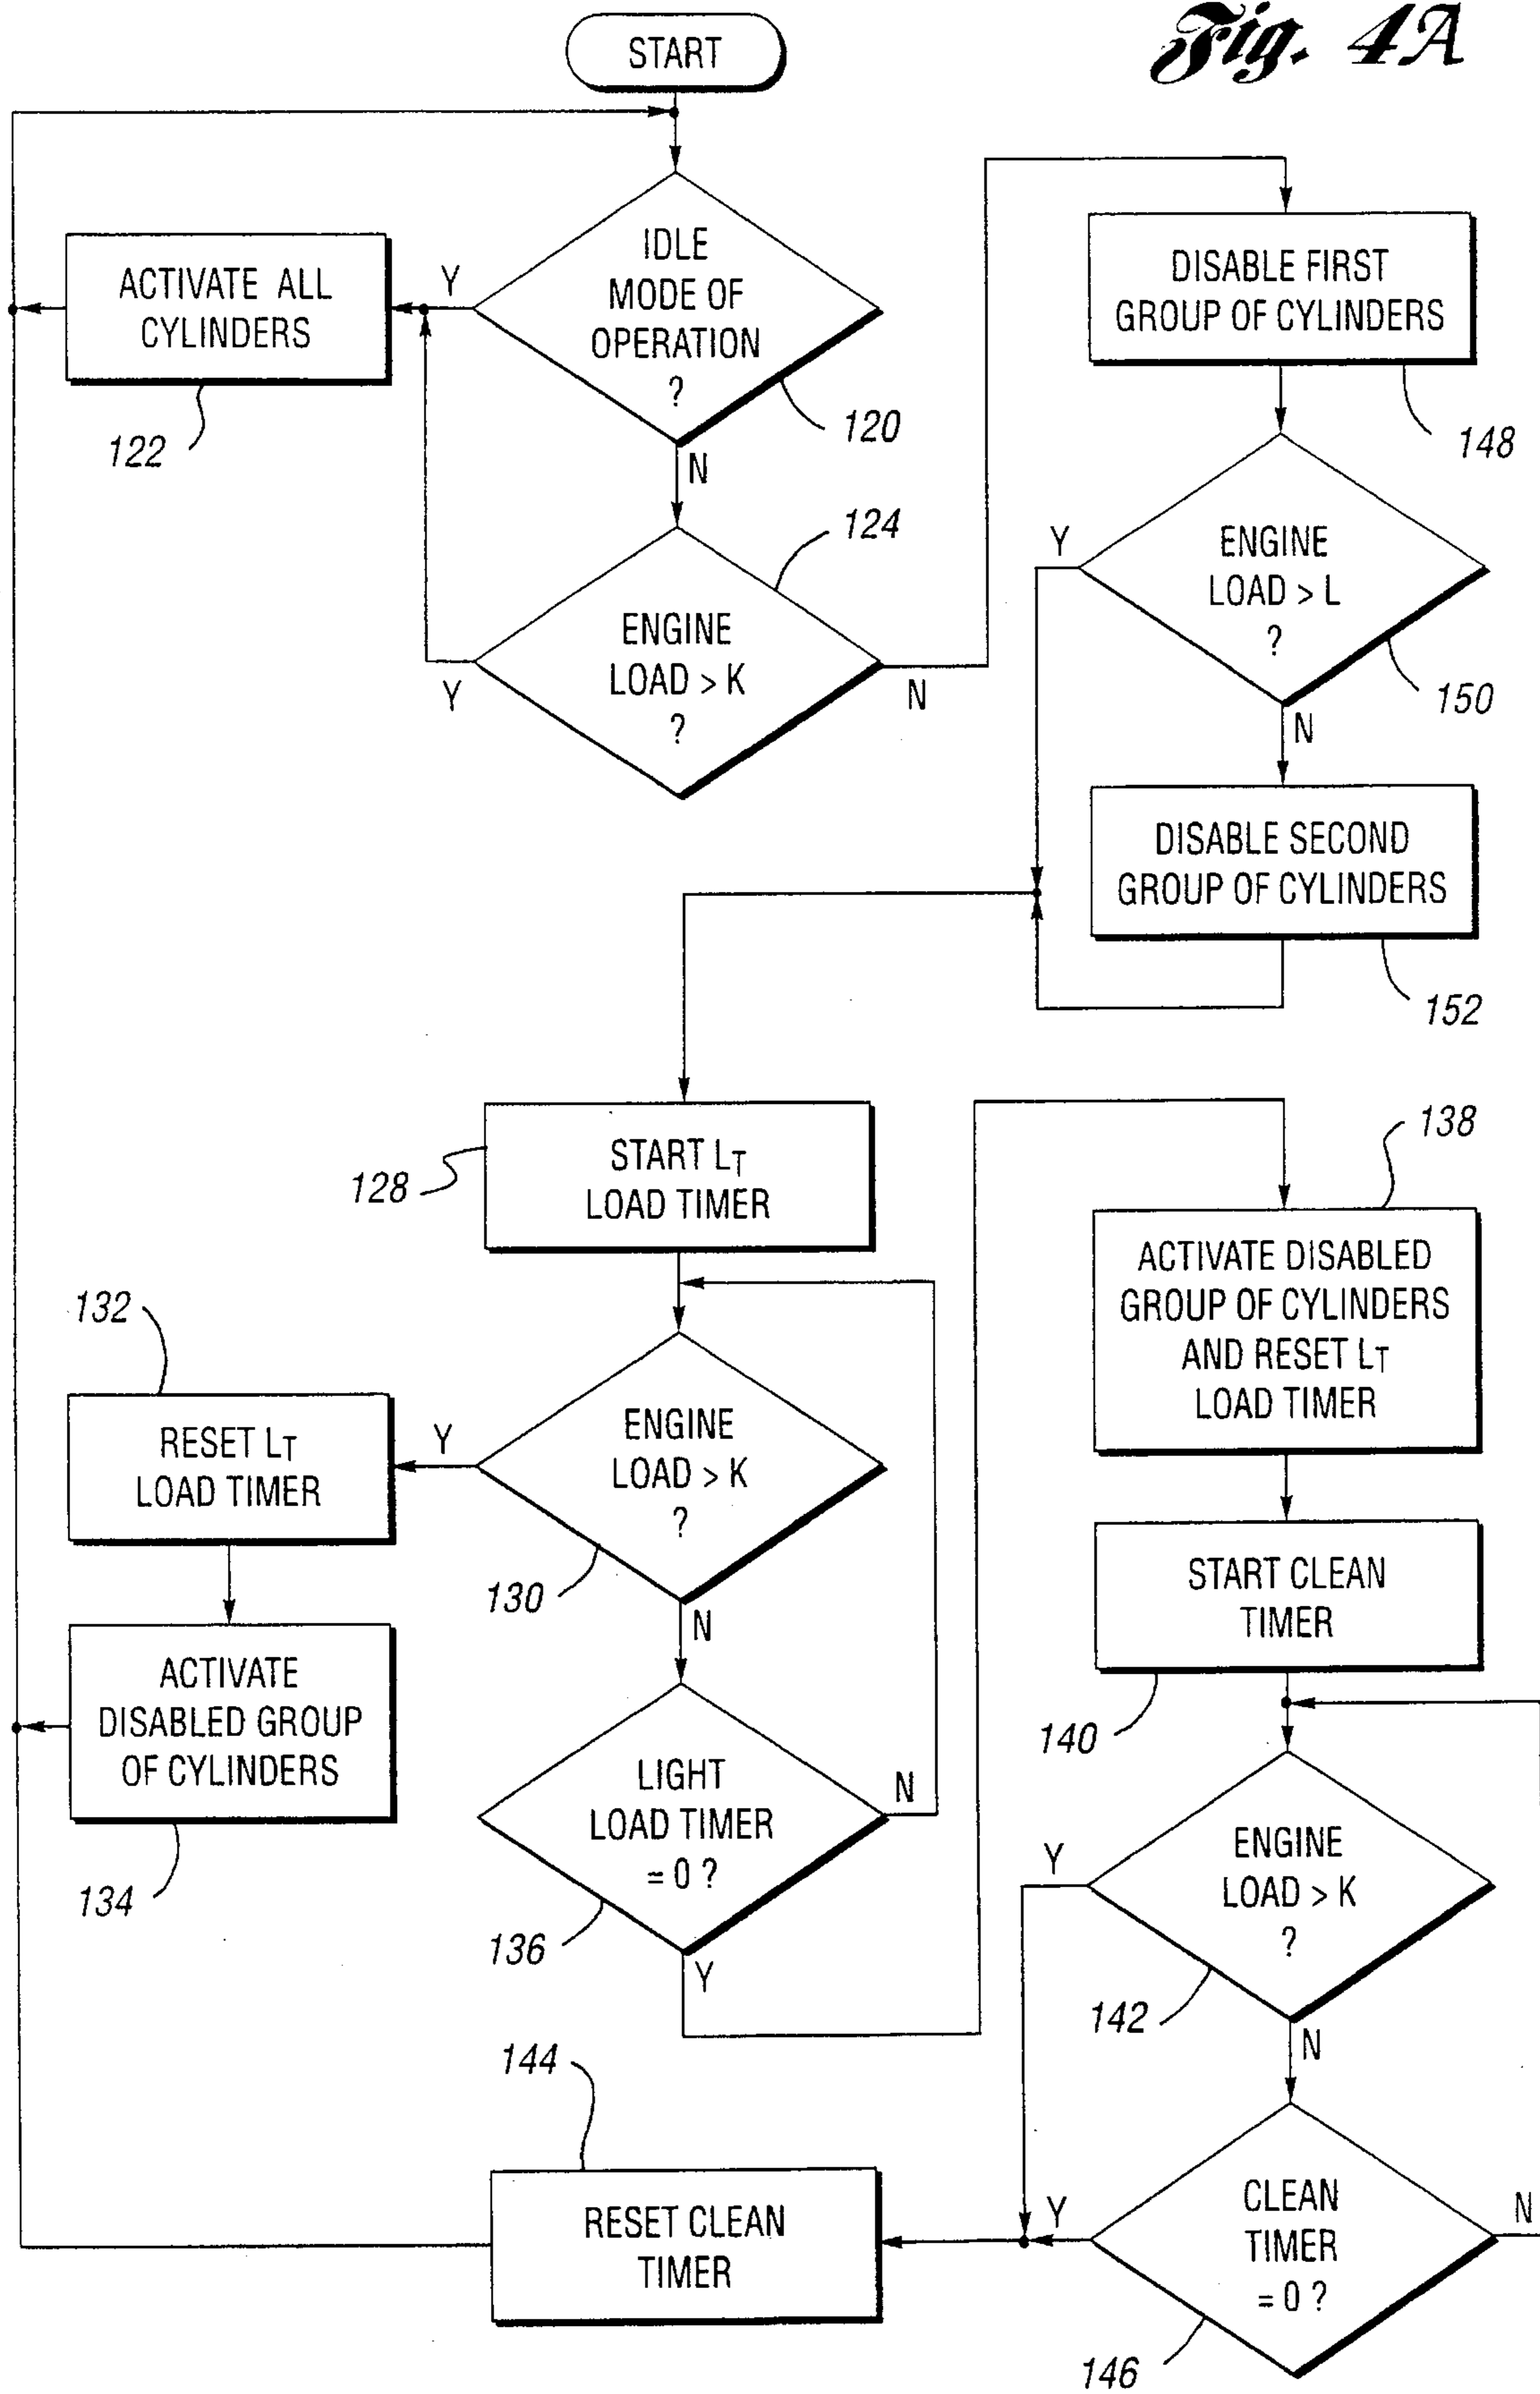 Fig. 4A
START
IDLE
MODE OF
OPERATION
?
120
Y
N
ACTIVATE ALL
CYLINDERS
122
124
ENGINE
LOAD > K
?
Y
N
DISABLE FIRST
GROUP OF CYLINDERS
148
ENGINE
LOAD > L
?
Y
150
N
DISABLE SECOND
GROUP OF CYLINDERS
152
START LT
LOAD TIMER
128
ENGINE
LOAD > K
?
Y
130
N
132
RESET LT
LOAD TIMER
ACTIVATE
DISABLED GROUP
OF CYLINDERS
134
LIGHT
LOAD TIMER
= 0 ?
N
136
Y
138
ACTIVATE DISABLED
GROUP OF CYLINDERS
AND RESET LT
LOAD TIMER
START CLEAN
TIMER
140
ENGINE
LOAD > K
?
Y
142
N
CLEAN
TIMER
= 0 ?
Y
N
146
144
RESET CLEAN
TIMER